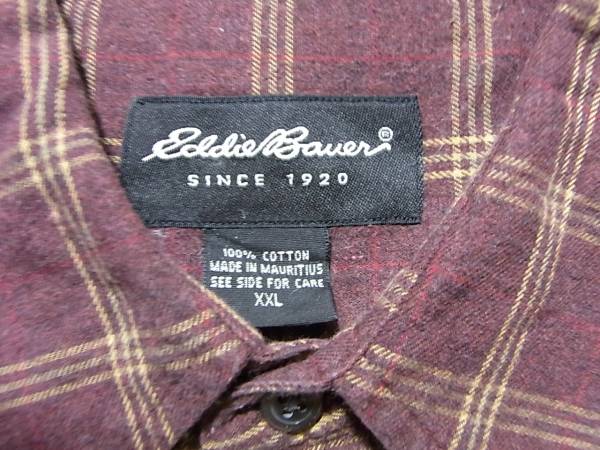 Eddie Bauer®
SINCE 1920
100% COTTON
MADE IN MAURITIUS
SEE SIDE FOR CARE
XXL